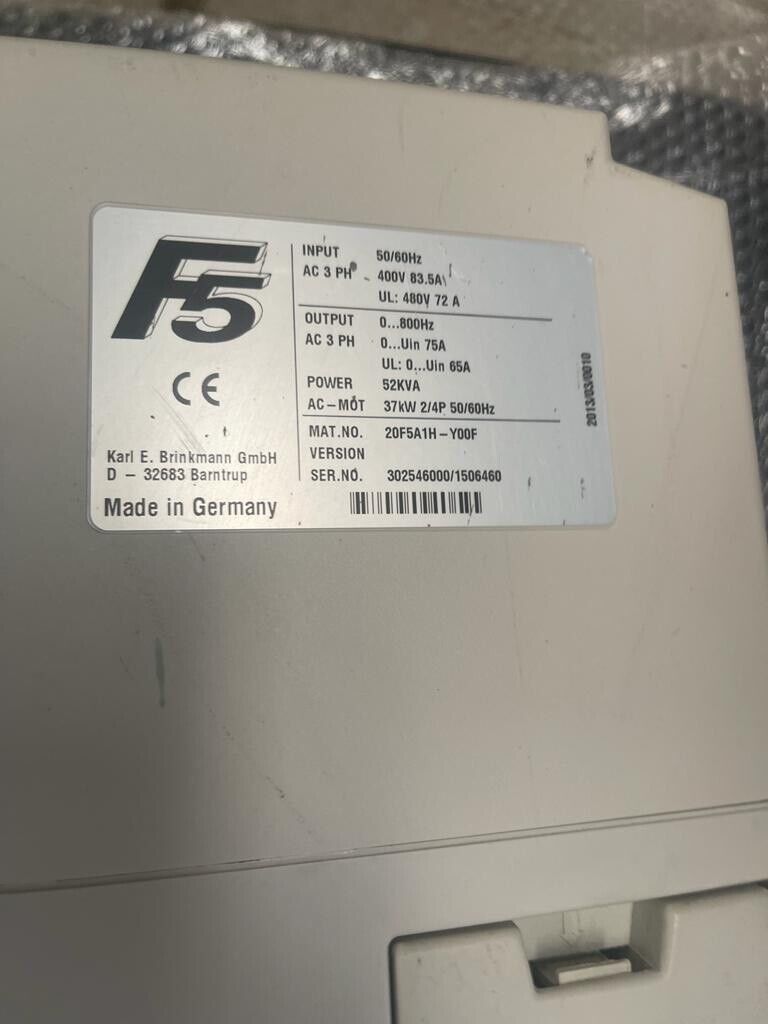 F5
CE
Karl E. Brinkmann GmbH
D – 32683 Barntrup
Made in Germany
INPUT 50/60Hz
AC 3 PH 400V 83.5A
UL: 480V 72 A
OUTPUT 0...800Hz
AC 3 PH 0...Uin 75A
UL: 0...Uin 65A
POWER 52KVA
AC–MOT 37kW 2/4P 50/60Hz
MAT.NO. 20F5A1H–Y00F
VERSION
SER.NO. 302546000/1506460
2013/03/0010